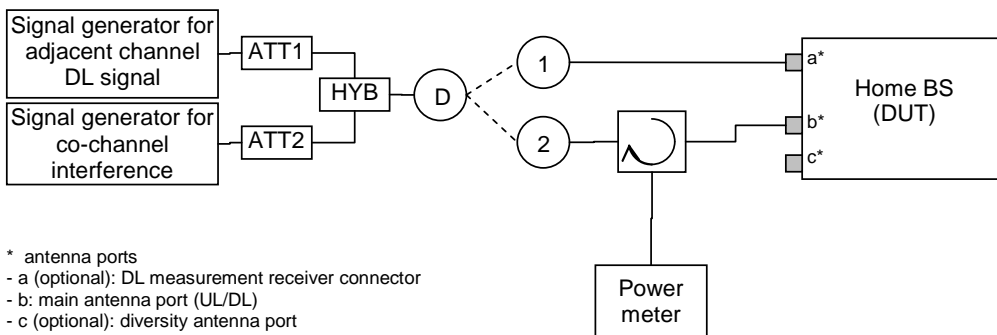 Signal generator for
adjacent channel
DL signal
ATT1
HYB
D
1
2
a*
b*
c*
Home BS
(DUT)
Signal generator for
co-channel
interference
ATT2
Power
meter
* antenna ports
- a (optional): DL measurement receiver connector
- b: main antenna port (UL/DL)
- c (optional): diversity antenna port